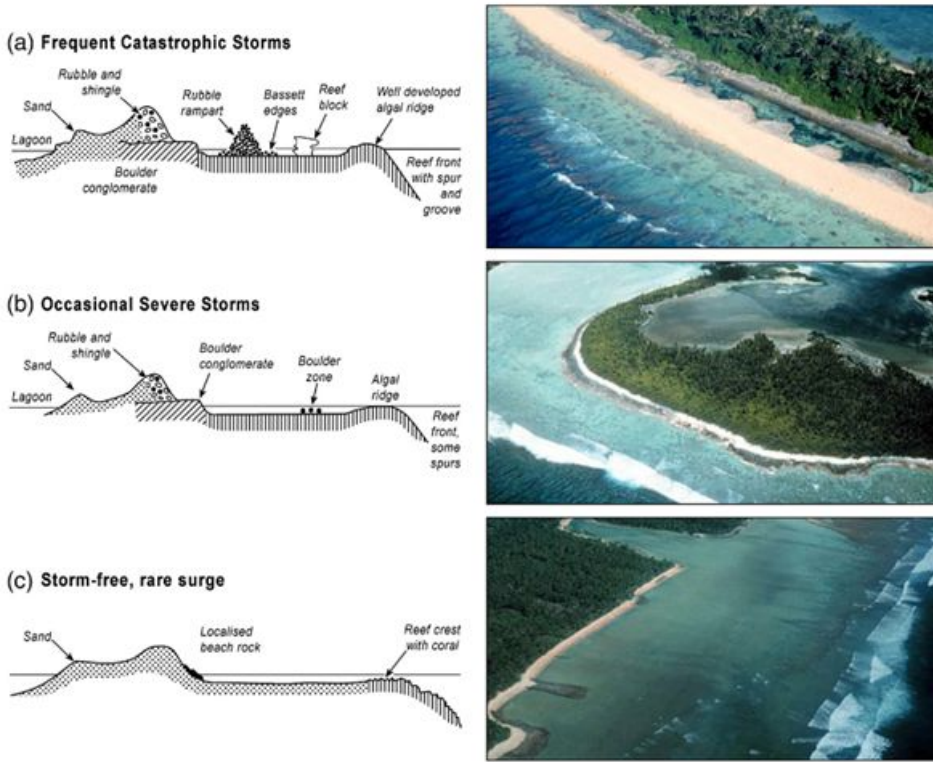 (a) Frequent Catastrophic Storms
Rubble and
shingle
Sand
Lagoon
Boulder
conglomerate
Rubble
rampart
Bassett
edges
Reef
block
Well developed
algal ridge
Reef front
with spur
and
groove
(b) Occasional Severe Storms
Rubble and
shingle
Sand
Lagoon
Boulder
conglomerate
Boulder
zone
Algal
ridge
Reef
front,
some
spurs
(c) Storm-free, rare surge
Sand
Localised
beach rock
Reef crest
with coral